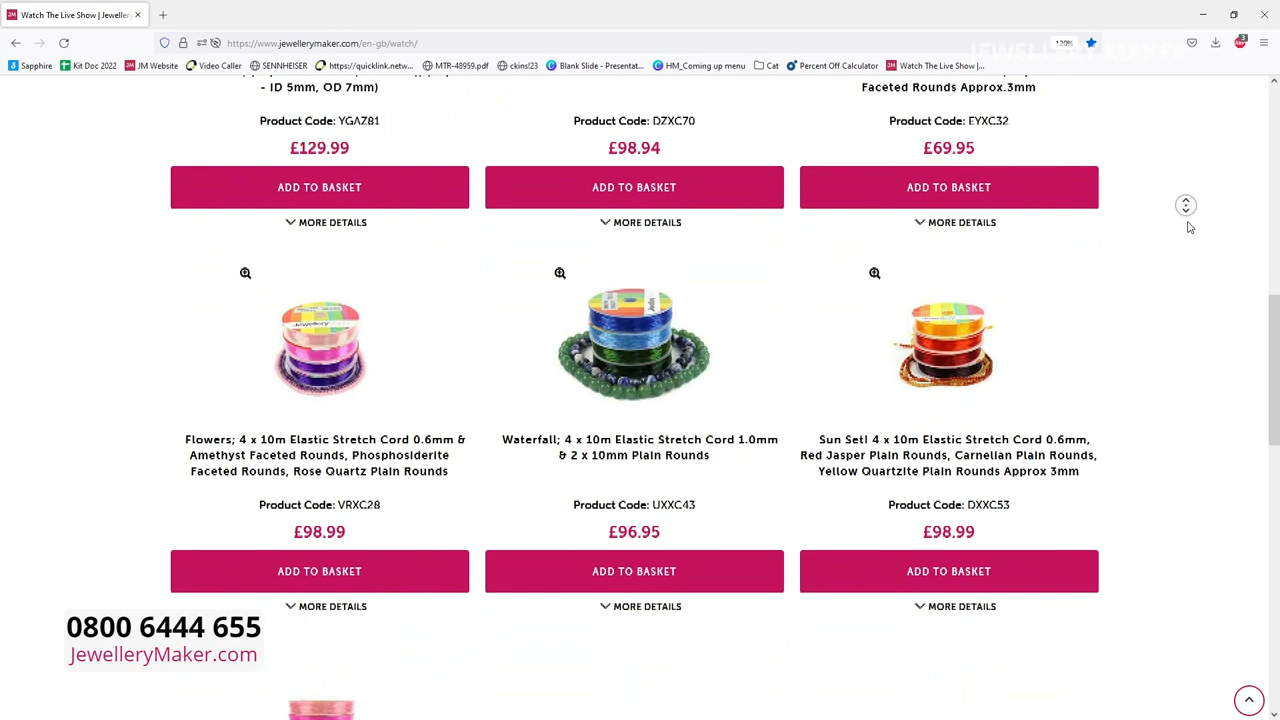 Watch The Live Show | Jeweller
https://www.jewellerymaker.com/en-gb/watch/
120%
JEWELLERY MAKER
Sapphire
Kit Doc 2022
JM Website
Video Caller
SENNHEISER
https://quicklink.netw...
MTR-48959.pdf
ckins!23
Blank Slide - Presentat...
HM_Coming up menu
Cat
Percent Off Calculator
Watch The Live Show |...
- ID 5mm, OD 7mm)
Faceted Rounds Approx.3mm
Product Code: YGAZ81
Product Code: DZXC70
Product Code: EYXC32
£129.99
£98.94
£69.95
ADD TO BASKET
ADD TO BASKET
ADD TO BASKET
MORE DETAILS
MORE DETAILS
MORE DETAILS
Flowers; 4 x 10m Elastic Stretch Cord 0.6mm &
Amethyst Faceted Rounds, Phosphosiderite
Faceted Rounds, Rose Quartz Plain Rounds
Waterfall; 4 x 10m Elastic Stretch Cord 1.0mm
& 2 x 10mm Plain Rounds
Sun Set! 4 x 10m Elastic Stretch Cord 0.6mm,
Red Jasper Plain Rounds, Carnelian Plain Rounds,
Yellow Quartzite Plain Rounds Approx 3mm
Product Code: VRXC28
Product Code: UXXC43
Product Code: DXXC53
£98.99
£96.95
£98.99
ADD TO BASKET
ADD TO BASKET
ADD TO BASKET
MORE DETAILS
MORE DETAILS
MORE DETAILS
0800 6444 655
JewelleryMaker.com